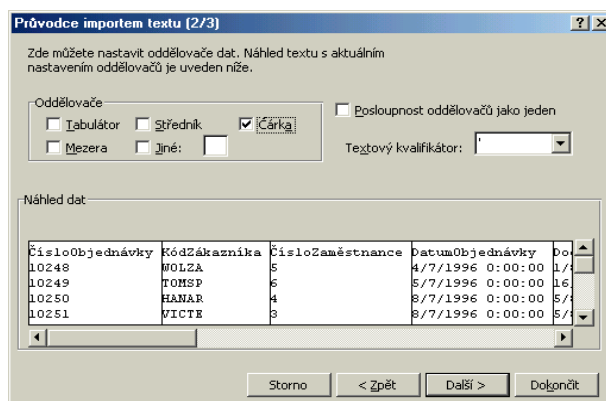 Průvodce importem textu (2/3)
Zde můžete nastavit oddělovače dat. Náhled textu s aktuálním
nastavením oddělovačů je uveden níže.
Oddělovače
Tabulátor Středník Čárka
Mezera Jiné:
Posloupnost oddělovačů jako jeden
Textový kvalifikátor: '
Náhled dat
ČísloObjednávky KódZákazníka ČísloZaměstnance DatumObjednávky
10248 WOLZA 5 4/7/1996 0:00:00
10249 TOMSP 6 5/7/1996 0:00:00
10250 HANAR 4 8/7/1996 0:00:00
10251 VICTE 3 8/7/1996 0:00:00
Storno < Zpět Další > Dokončit